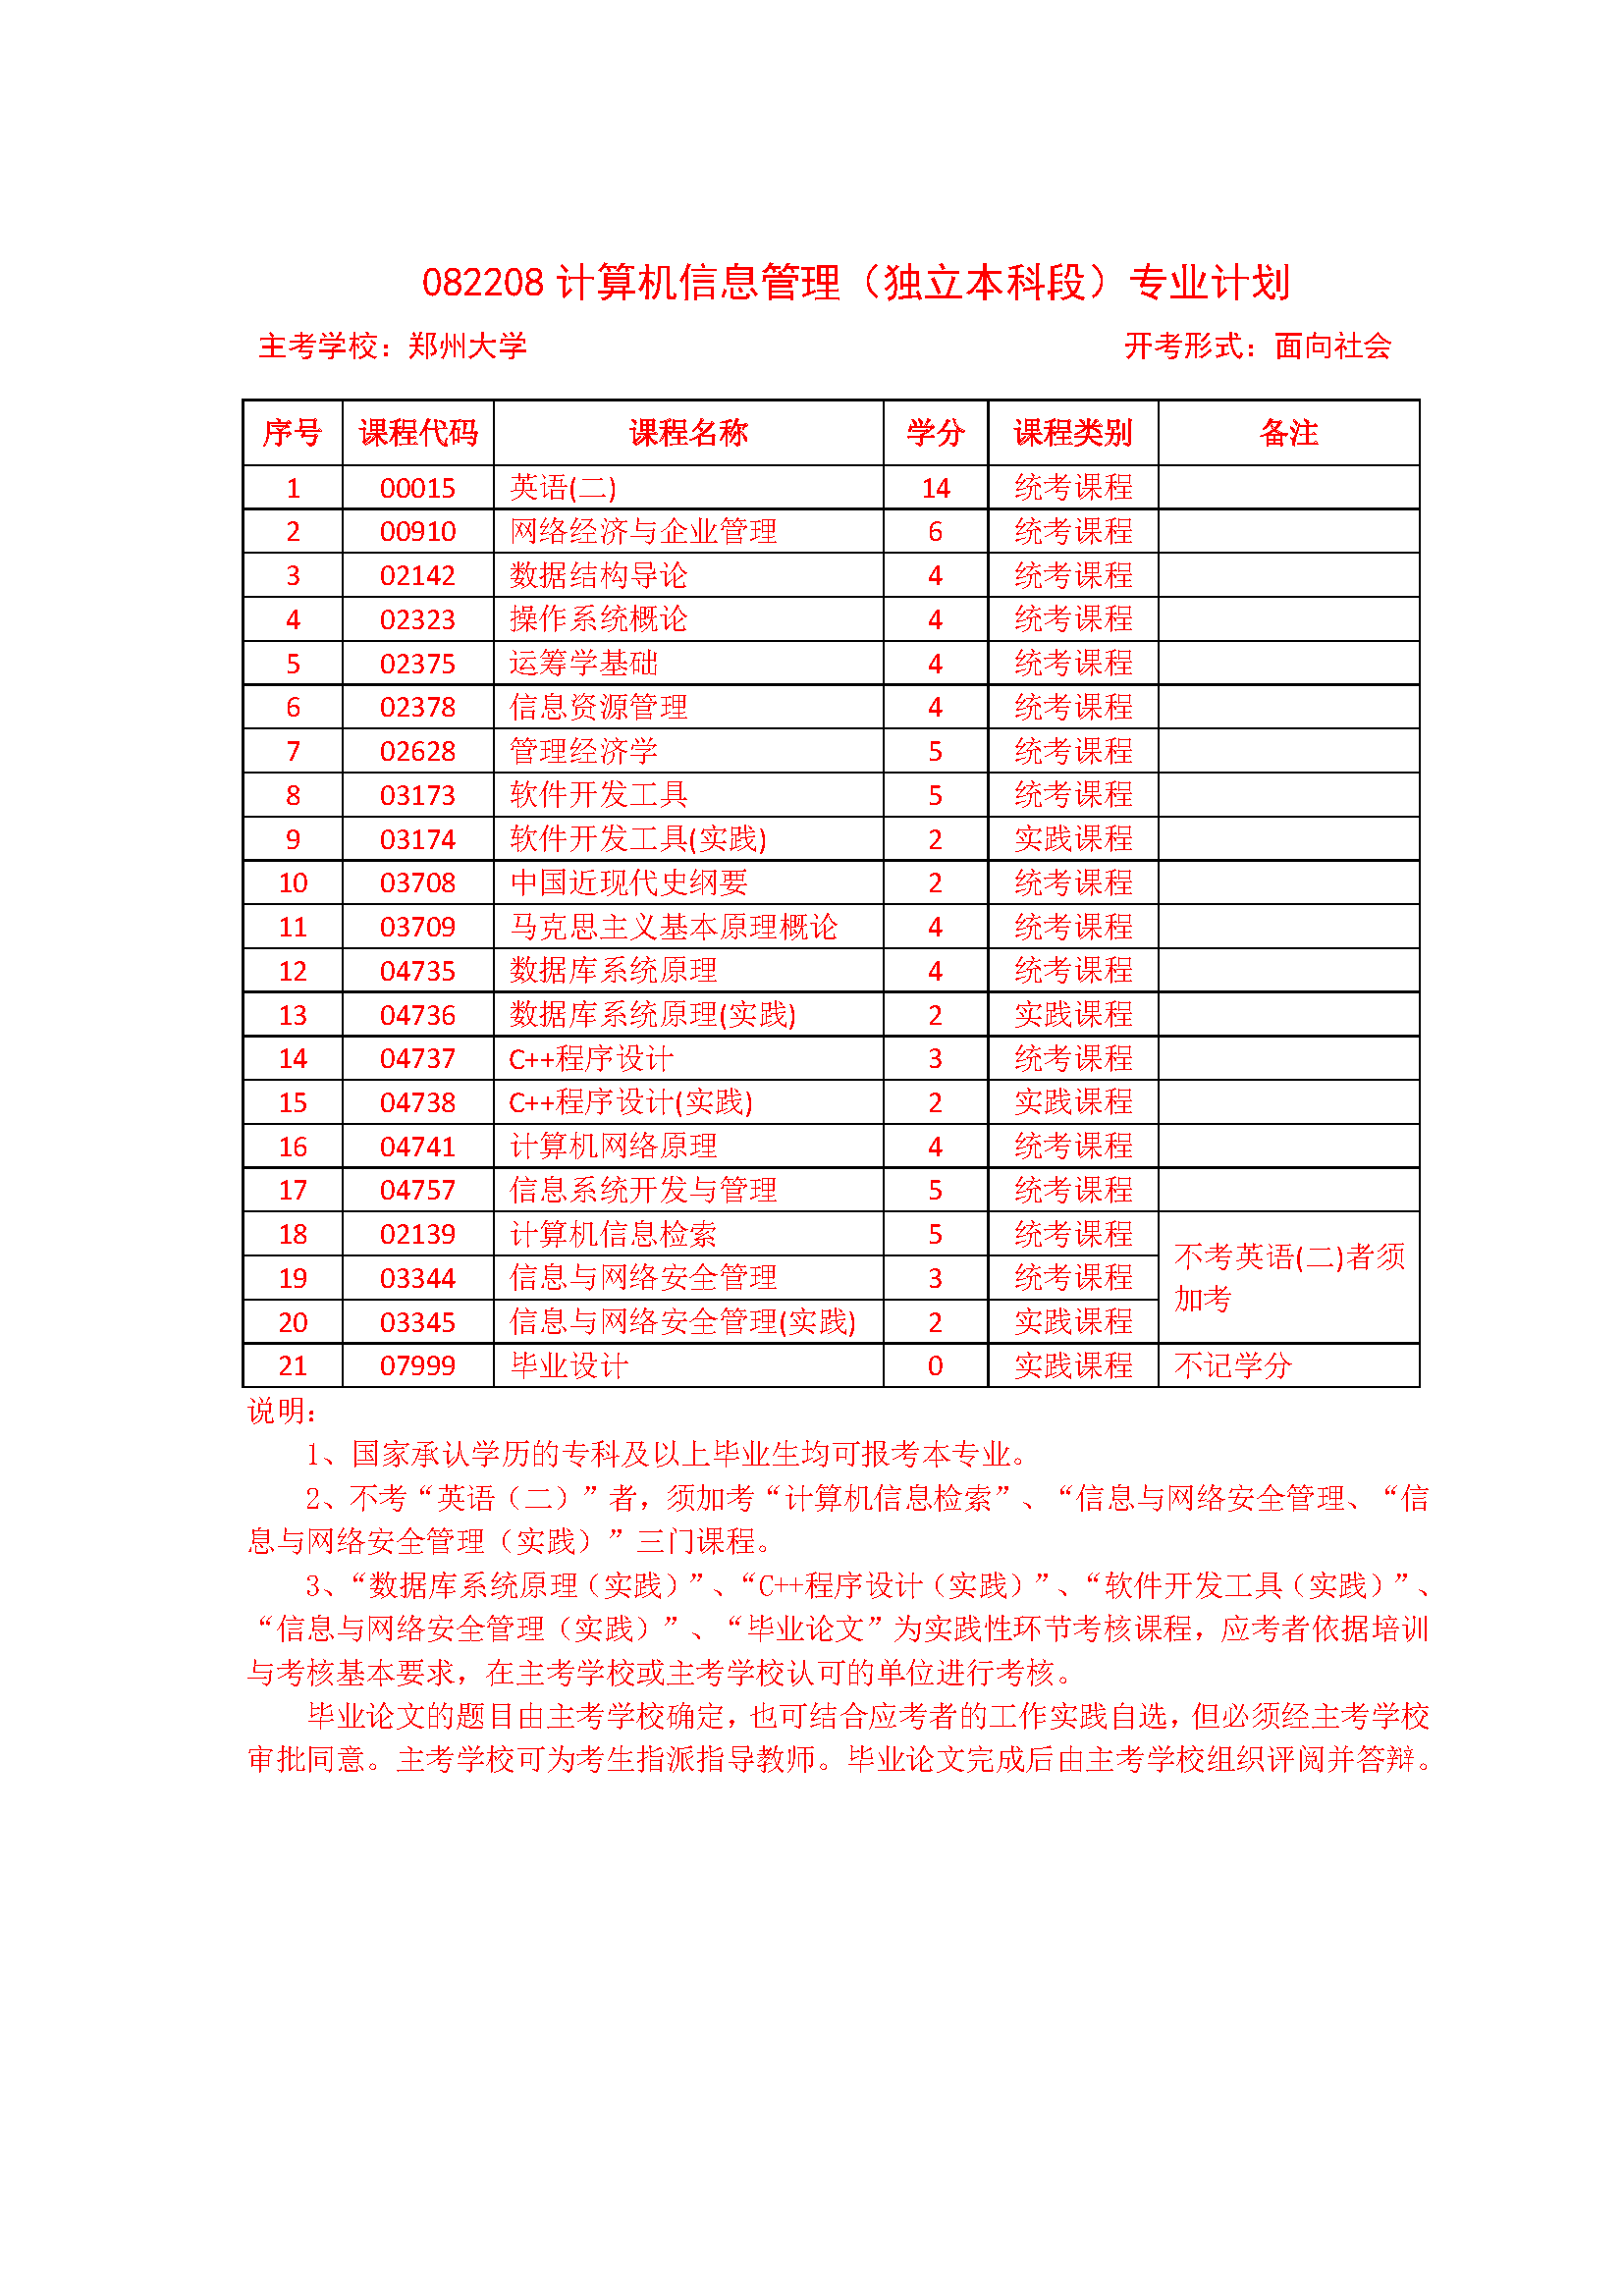 082208 计算机信息管理（独立本科段）专业计划
主考学校：郑州大学 开考形式：面向社会
序号 课程代码 课程名称 学分 课程类别 备注
1 00015 英语(二) 14 统考课程
2 00910 网络经济与企业管理 6 统考课程
3 02142 数据结构导论 4 统考课程
4 02323 操作系统概论 4 统考课程
5 02375 运筹学基础 4 统考课程
6 02378 信息资源管理 4 统考课程
7 02628 管理经济学 5 统考课程
8 03173 软件开发工具 5 统考课程
9 03174 软件开发工具(实践) 2 实践课程
10 03708 中国近现代史纲要 2 统考课程
11 03709 马克思主义基本原理概论 4 统考课程
12 04735 数据库系统原理 4 统考课程
13 04736 数据库系统原理(实践) 2 实践课程
14 04737 C++程序设计 3 统考课程
15 04738 C++程序设计(实践) 2 实践课程
16 04741 计算机网络原理 4 统考课程
17 04757 信息系统开发与管理 5 统考课程
18 02139 计算机信息检索 5 统考课程
不考英语(二)者须
19 03344 信息与网络安全管理 3 统考课程
加考
20 03345 信息与网络安全管理(实践) 2 实践课程
21 07999 毕业设计 0 实践课程 不记学分
说明：
1、国家承认学历的专科及以上毕业生均可报考本专业。
2、不考“英语（二）”者，须加考“计算机信息检索”、“信息与网络安全管理、“信
息与网络安全管理（实践）”三门课程。
3、“数据库系统原理（实践）”、“C++程序设计（实践）”、“软件开发工具（实践）”、
“信息与网络安全管理（实践）”、“毕业论文”为实践性环节考核课程，应考者依据培训
与考核基本要求，在主考学校或主考学校认可的单位进行考核。
毕业论文的题目由主考学校确定，也可结合应考者的工作实践自选，但必须经主考学校
审批同意。主考学校可为考生指派指导教师。毕业论文完成后由主考学校组织评阅并答辩。